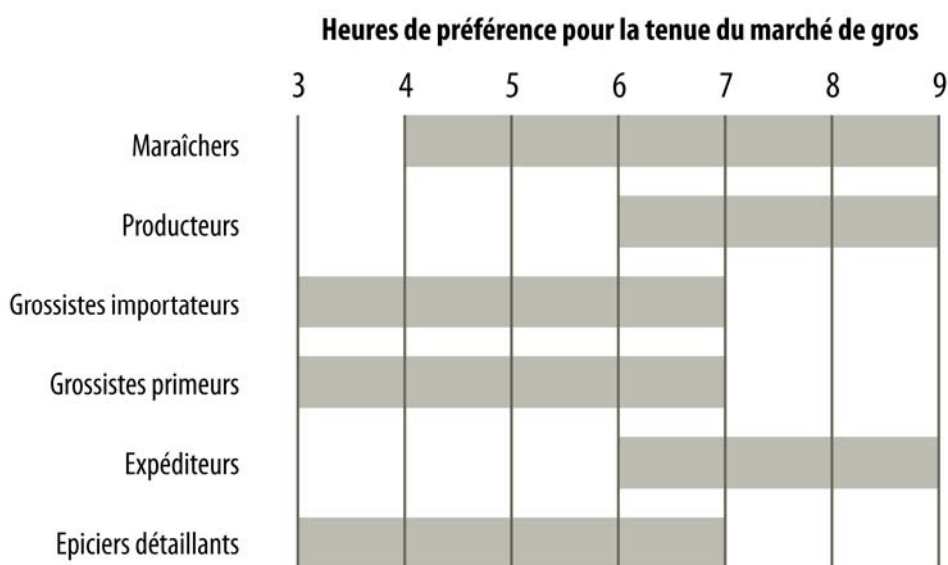 Heures de préférence pour la tenue du marché de gros
3 4 5 6 7 8 9
Maraîchers
Producteurs
Grossistes importateurs
Grossistes primeurs
Expéditeurs
Epiciers détaillants